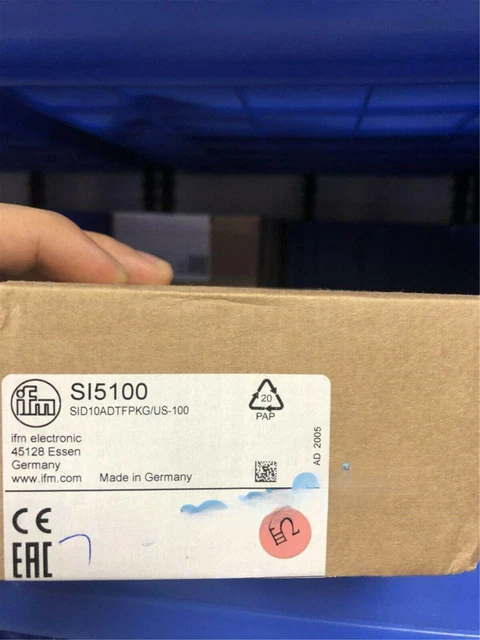 ifm
SI5100
SID10ADTFPKG/US-100
20
PAP
ifm electronic
45128 Essen
Germany
www.ifm.com
Made in Germany
AD 2005
CE
EAC